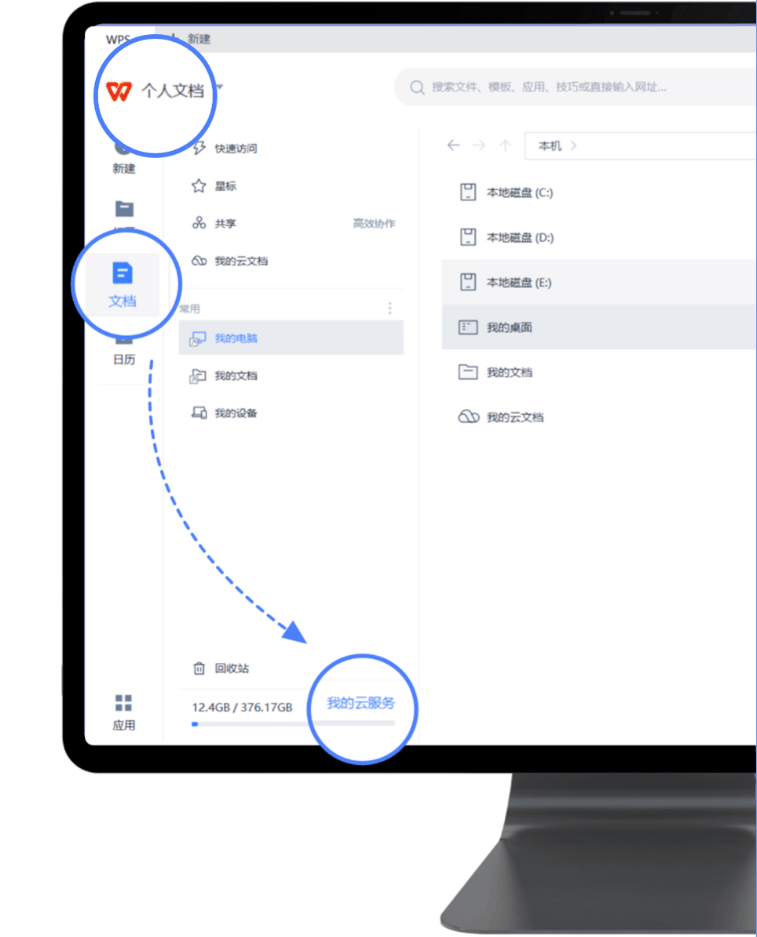 WPS
新建
个人文档
搜索文件、模板、应用、技巧或直接输入网址...
新建
文档
日历
应用
快速访问
星标
共享 高效协作
我的云文档
常用
我的电脑
我的文档
我的设备
回收站
12.4GB / 376.17GB
我的云服务
本机
本地磁盘 (C:)
本地磁盘 (D:)
本地磁盘 (E:)
我的桌面
我的文档
我的云文档